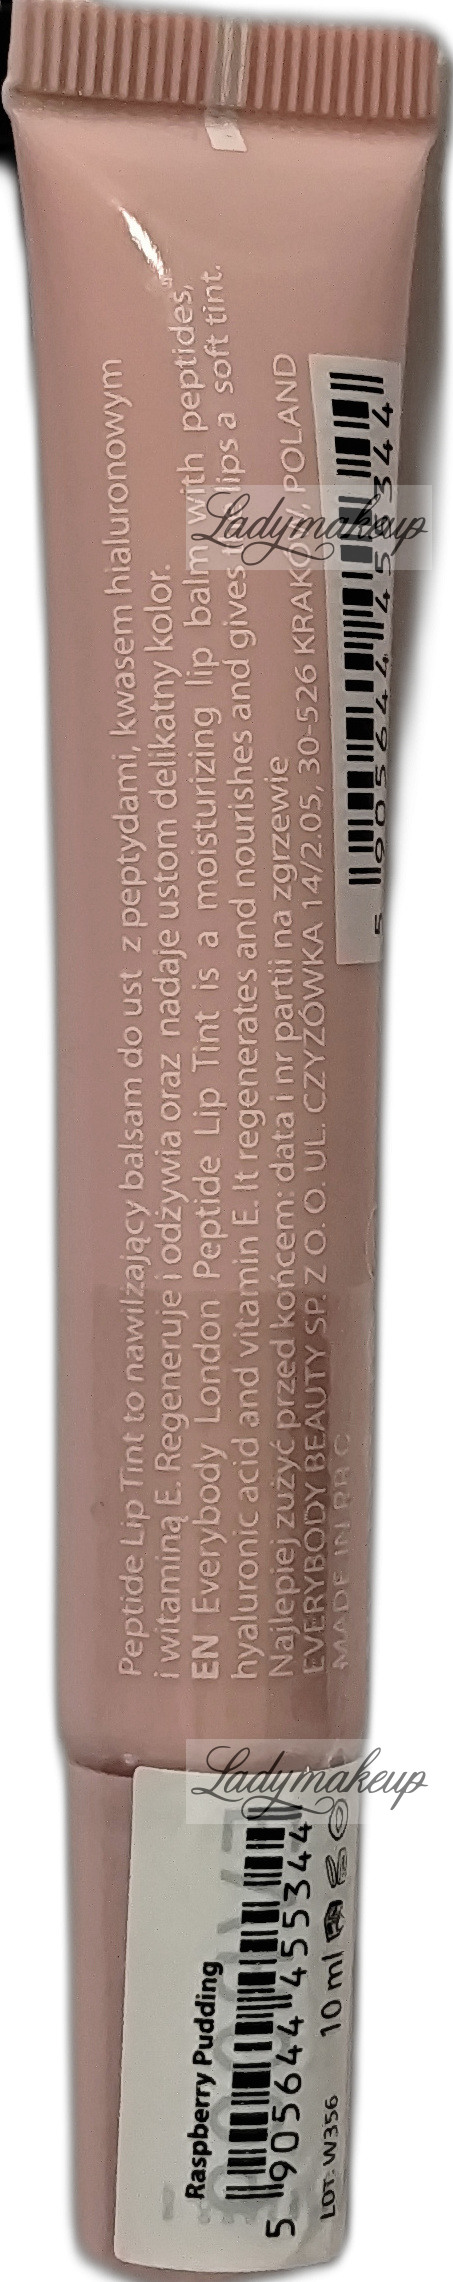 Peptide Lip Tint to nawilżający balsam do ust z peptydami, kwasem hialuronowym
i witaminą E. Regeneruje i odżywia oraz nadaje ustom delikatny kolor.
EN Everybody London Peptide Lip Tint is a moisturizing lip balm with peptides,
hyaluronic acid and vitamin E. It regenerates and nourishes and gives lips a soft tint.
Najlepiej zużyć przed końcem: data i nr partii na zgrzewie
EVERYBODY BEAUTY SP. Z O. O. UL. CZYŻÓWKA 14/2.05, 30-526 KRAKÓW, POLAND
MADE IN P.R.C.
5 905644 455344
Ladymakeup
Ladymakeup
Raspberry Pudding
5 905644 455344
LOT: W356 10 ml